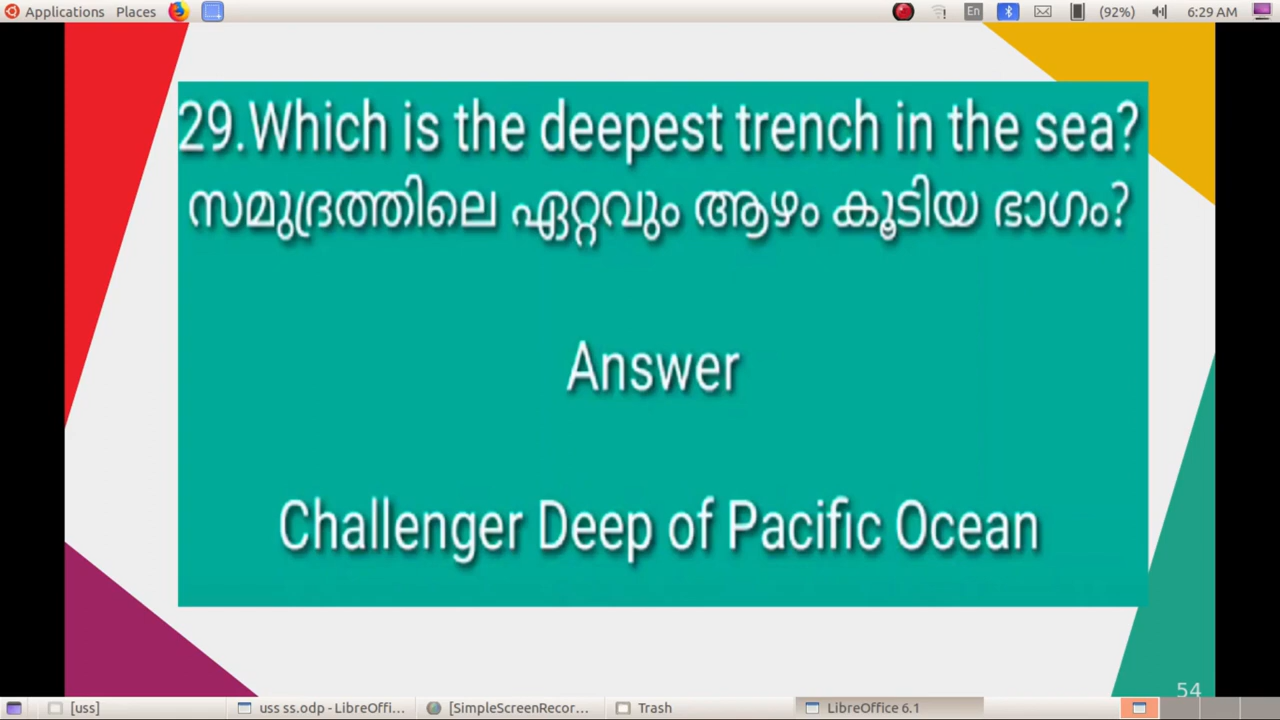 Applications Places En (92%) 6:29 AM
29.Which is the deepest trench in the sea?
സമുദ്രത്തിലെ ഏറ്റവും ആഴം കൂടിയ ഭാഗം?
Answer
Challenger Deep of Pacific Ocean
54
[uss] uss ss.odp - LibreOffi... [SimpleScreenRecor... Trash LibreOffice 6.1